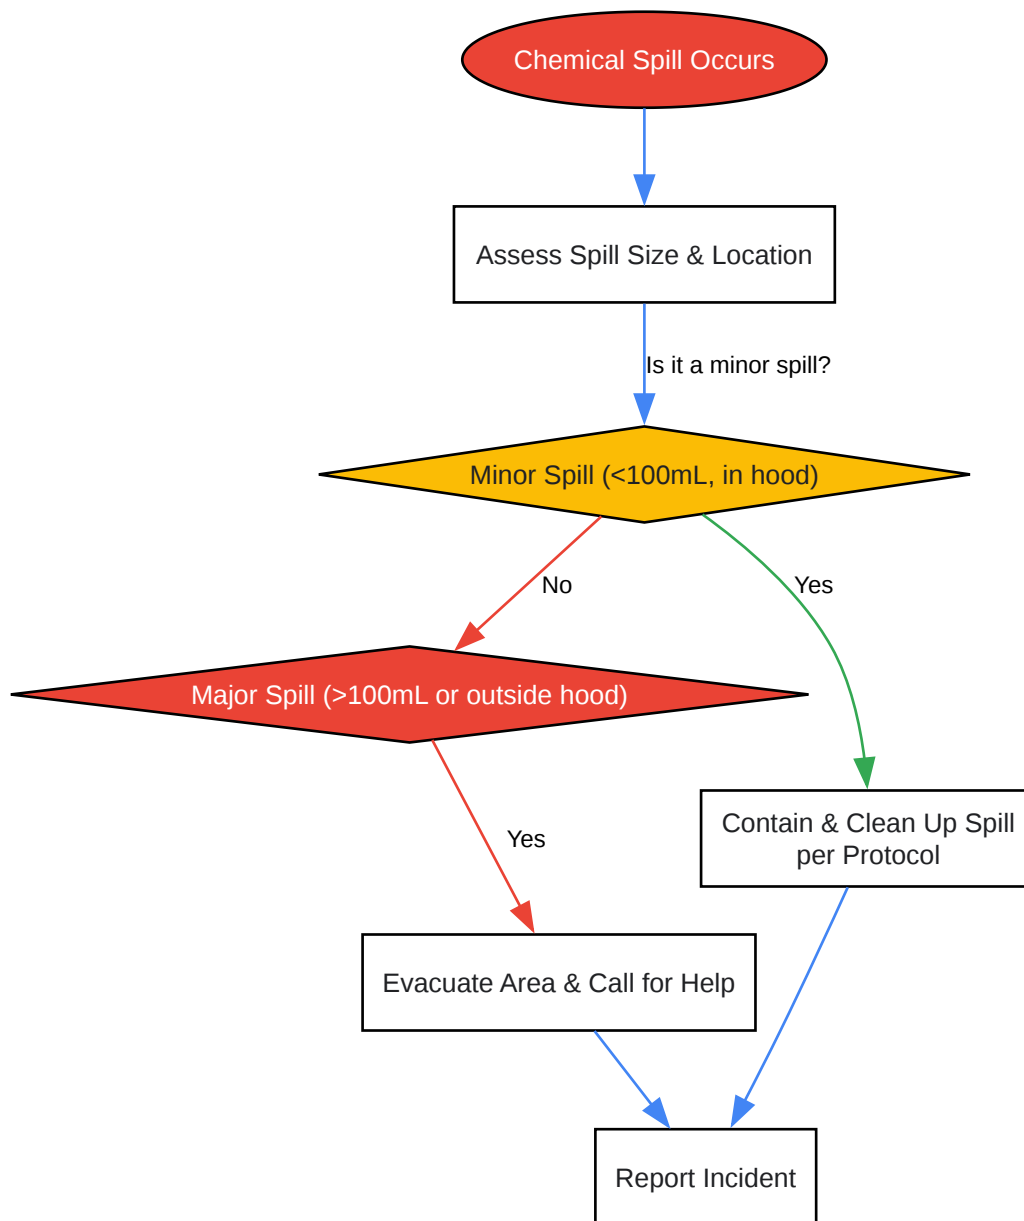 Chemical Spill Occurs
Assess Spill Size & Location
Is it a minor spill?
Minor Spill (<100mL, in hood)
No
Yes
Major Spill (>100mL or outside hood)
Yes
Contain & Clean Up Spill
per Protocol
Evacuate Area & Call for Help
Report Incident